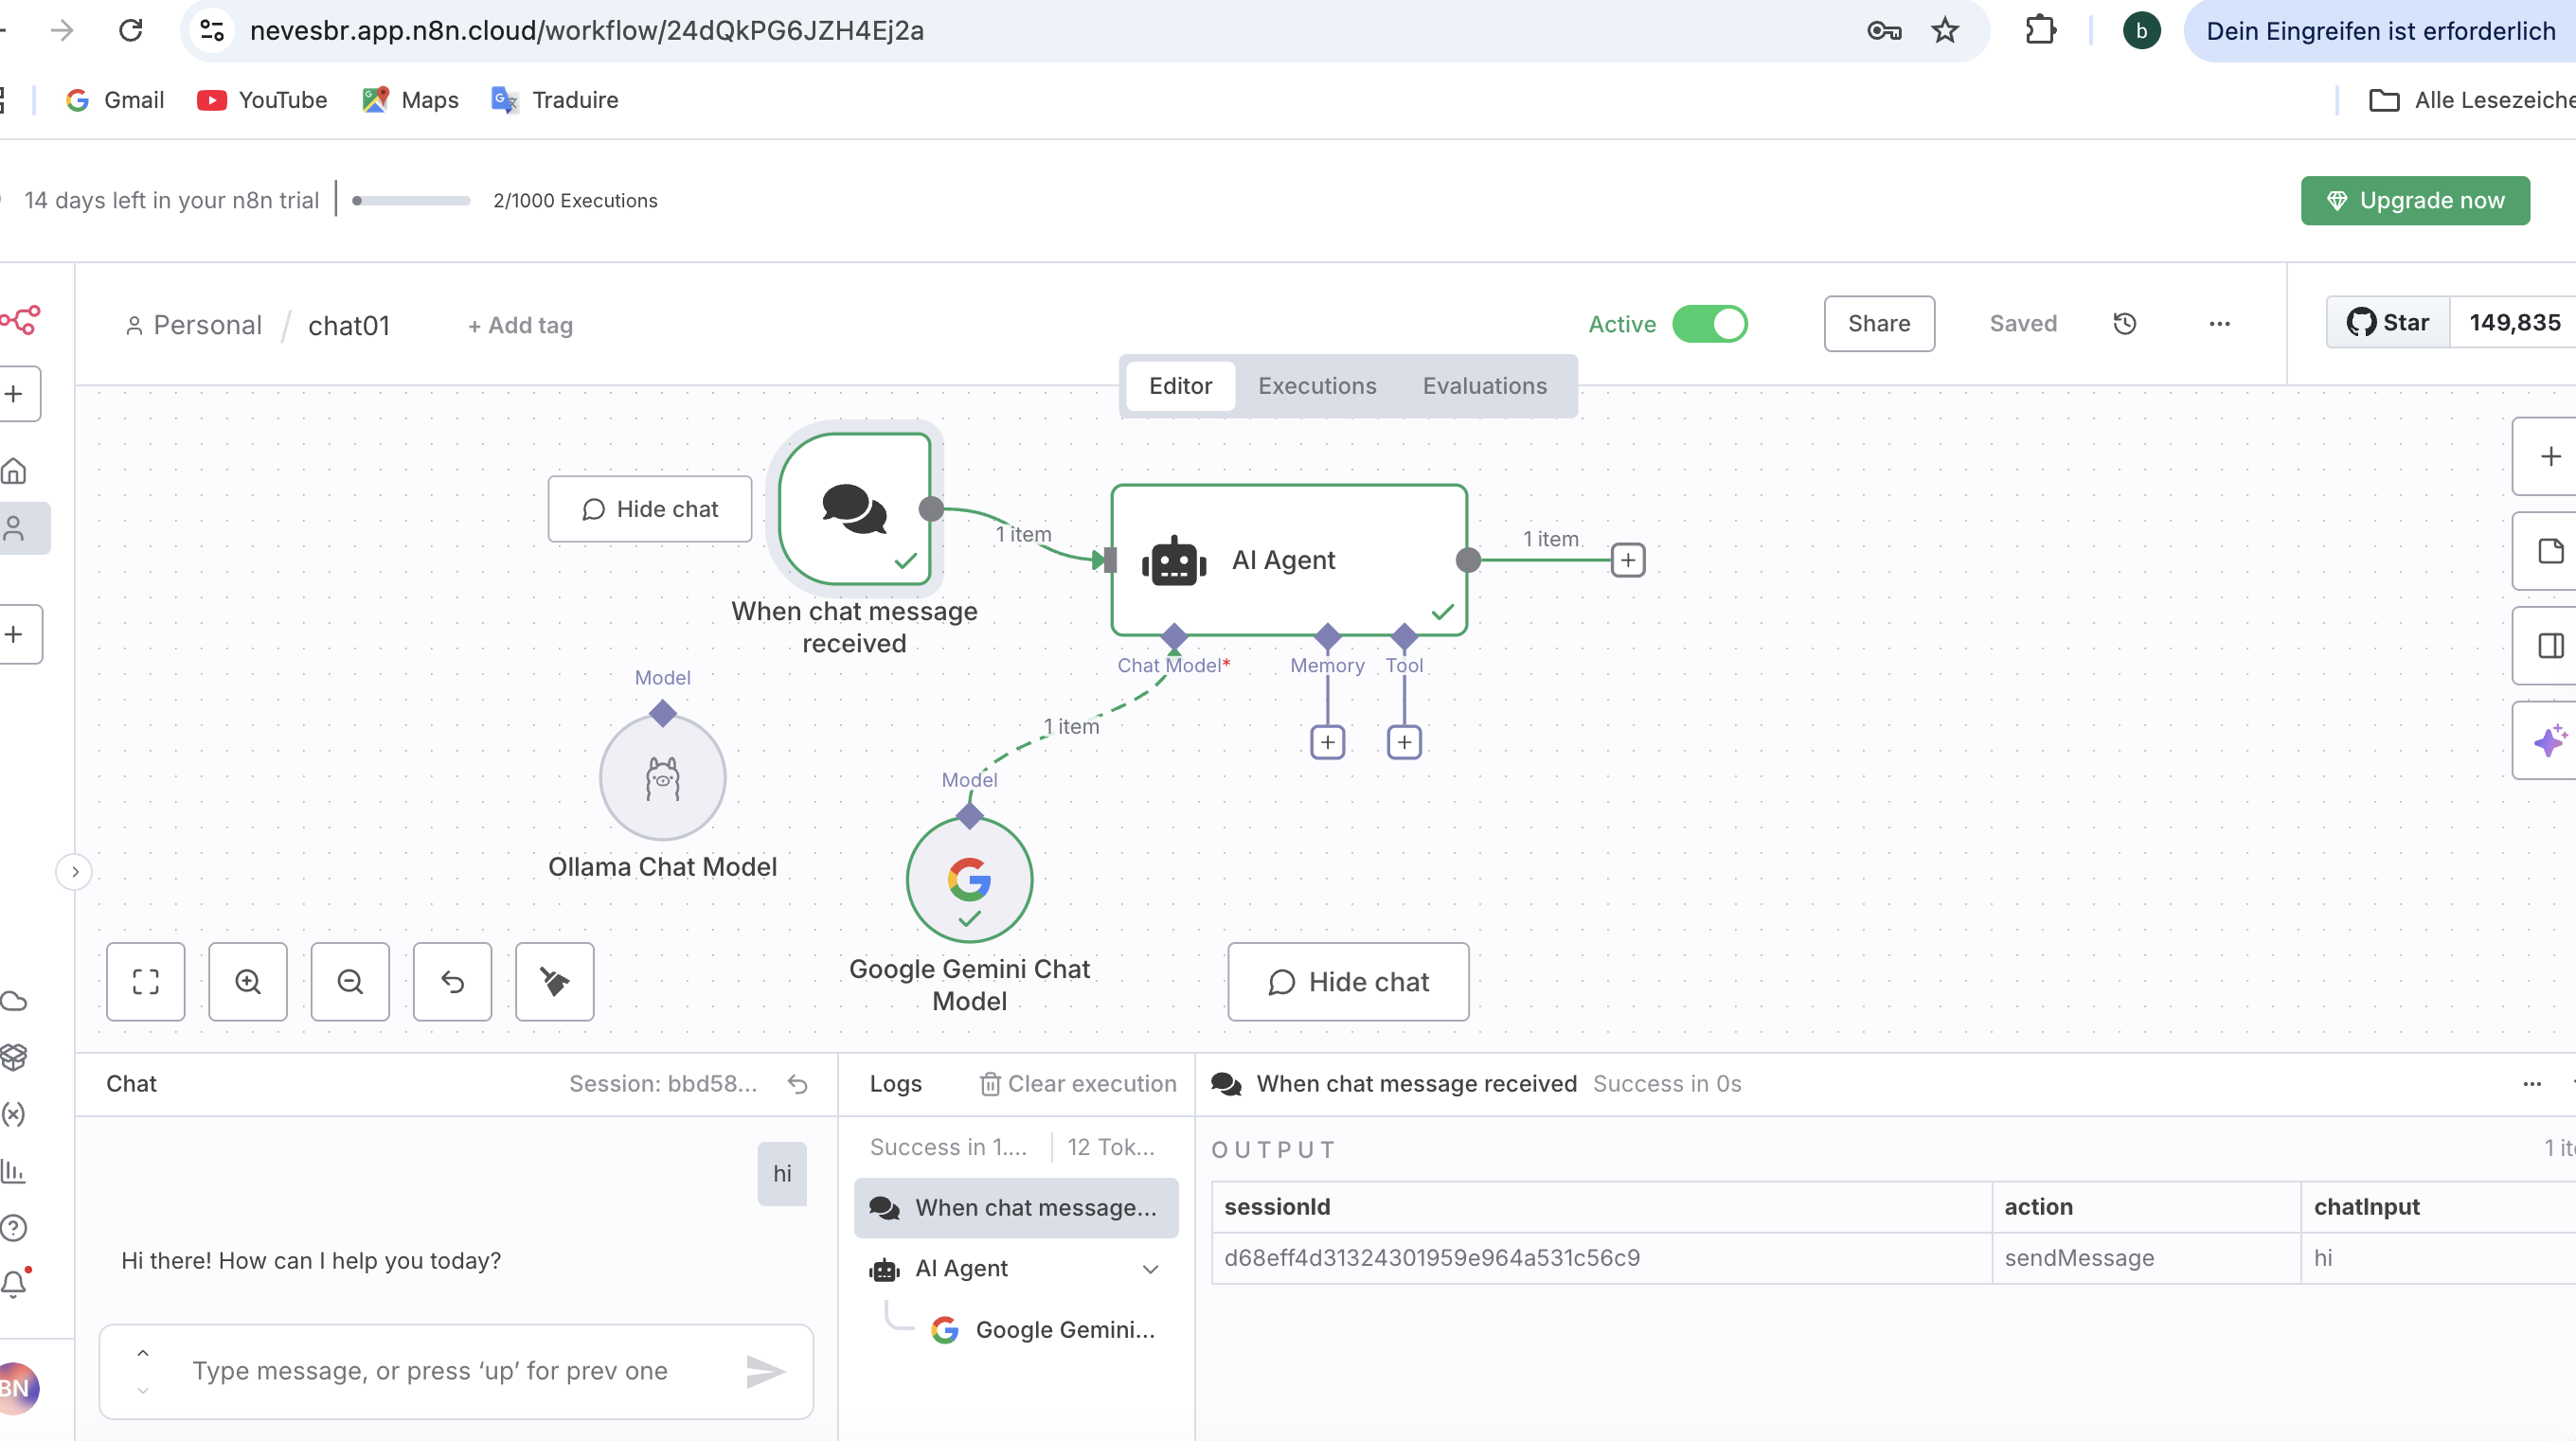 nevesbr.app.n8n.cloud/workflow/24dQkPG6JZH4Ej2a
b
Dein Eingreifen ist erforderlich
Gmail
YouTube
Maps
Traduire
Alle Lesezeiche
14 days left in your n8n trial
2/1000 Executions
Upgrade now
Personal / chat01
+ Add tag
Active
Share
Saved
Star
149,835
Editor
Executions
Evaluations
Hide chat
1 item
AI Agent
1 item
When chat message
received
Chat Model*
Memory
Tool
Model
1 item
Model
Ollama Chat Model
Google Gemini Chat
Model
Hide chat
Chat
Session: bbd58...
Logs
Clear execution
When chat message received
Success in 0s
Success in 1....
12 Tok...
OUTPUT
1 ite
hi
When chat message...
sessionId
action
chatInput
d68eff4d31324301959e964a531c56c9
sendMessage
hi
Hi there! How can I help you today?
AI Agent
Google Gemini...
Type message, or press ‘up’ for prev one
BN